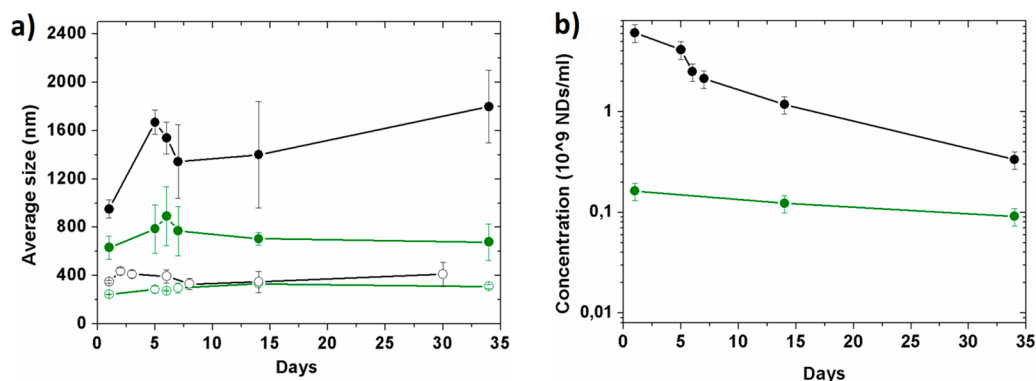 a)
2400
2000
1600
1200
800
400
0
Average size (nm)
0 5 10 15 20 25 30 35
Days
b)
1
0,1
0,01
Concentration (10^9 NDs/ml)
0 5 10 15 20 25 30 35
Days